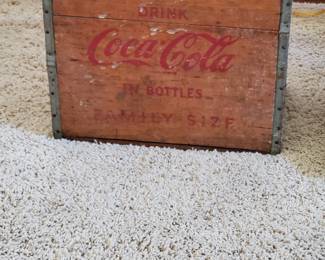 DRINK
Coca-Cola
IN BOTTLES
FAMILY SIZE